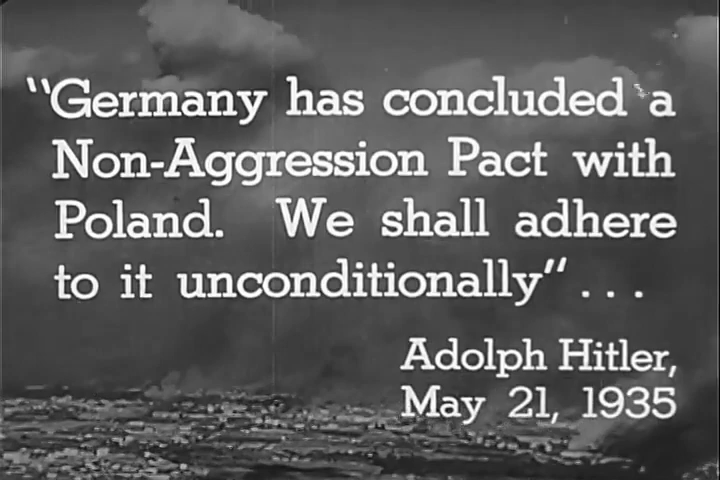 "Germany has concluded a
Non-Aggression Pact with
Poland.  We shall adhere
to it unconditionally" . . .
Adolph Hitler,
May 21, 1935